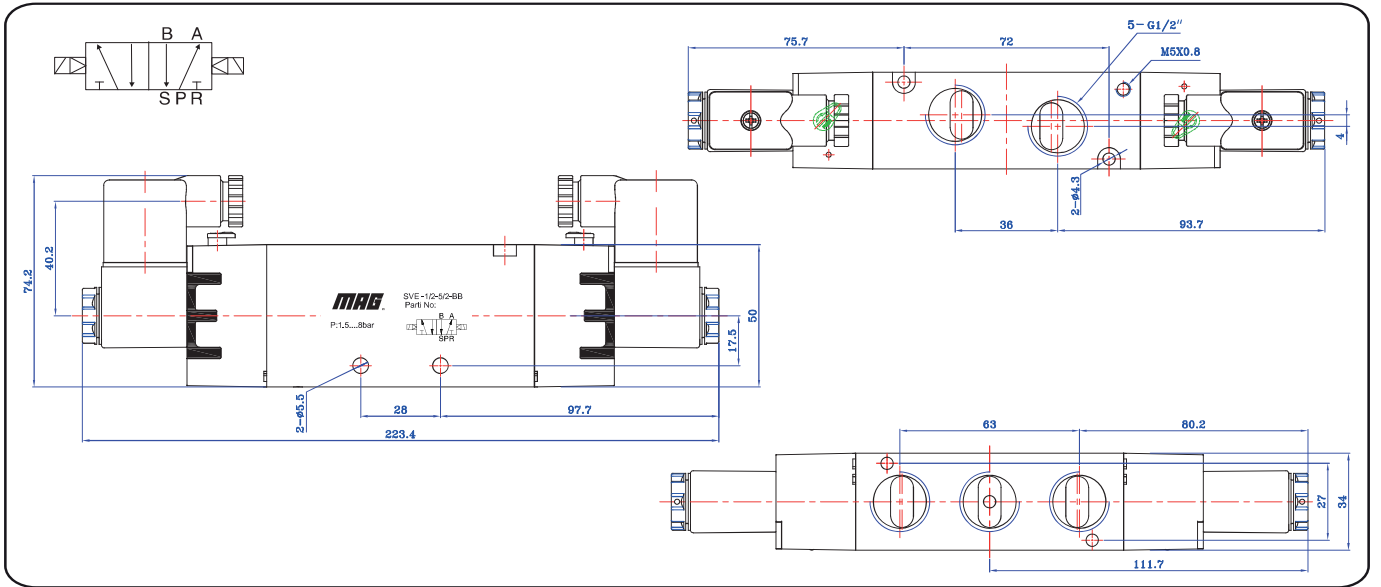 B A
S P R
75.7
72
5-G1/2"
M5X0.8
4
2-ø4.3
36
93.7
74.2
40.2
MAG
SVE-1/2-5/2-BB
Parti No:
P:1.5....8bar
B A
SPR
50
17.5
2-ø5.5
28
97.7
223.4
63
80.2
27
34
111.7